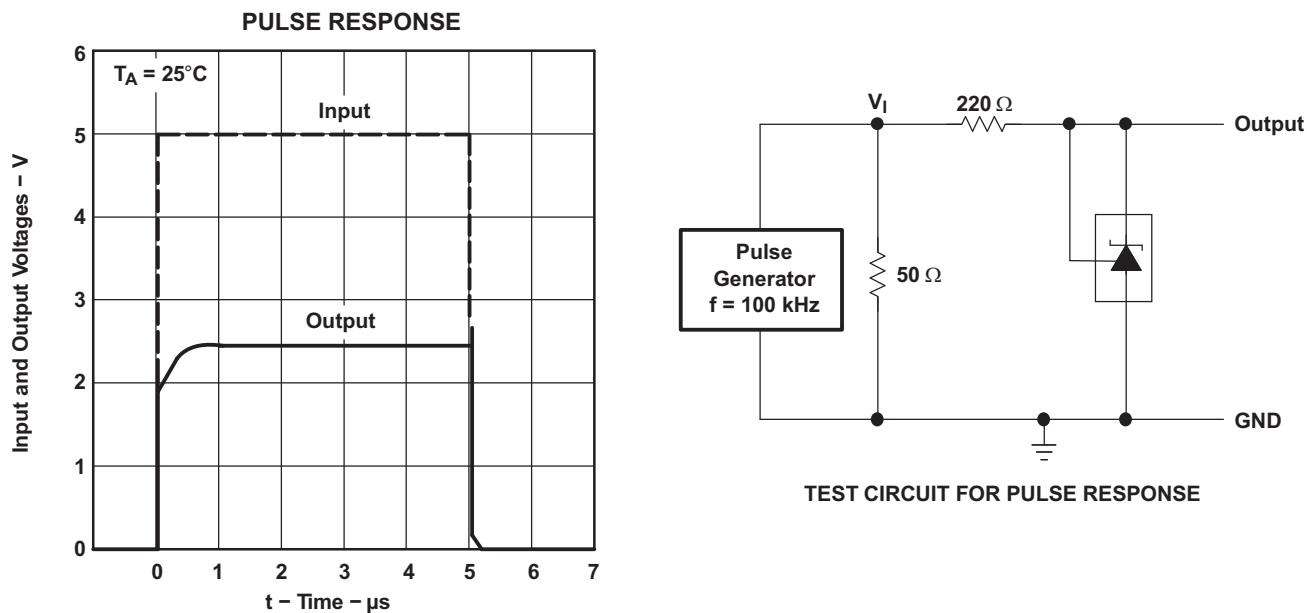 PULSE RESPONSE
Input and Output Voltages − V
6
5
4
3
2
1
0
T_A = 25°C
Input
Output
0
1
2
3
4
5
6
7
t − Time − μs
V_I
220 Ω
Output
Pulse
Generator
f = 100 kHz
50 Ω
GND
TEST CIRCUIT FOR PULSE RESPONSE